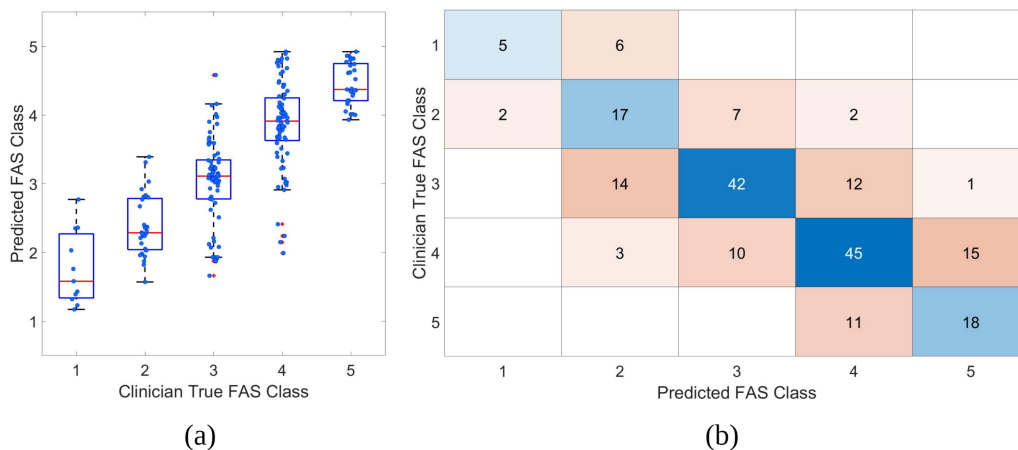 5
4
3
2
1
Predicted FAS Class
1 2 3 4 5
Clinician True FAS Class
(a)
Clinician True FAS Class
1 5 6
2 2 17 7 2
3 14 42 12 1
4 3 10 45 15
5 11 18
1 2 3 4 5
Predicted FAS Class
(b)